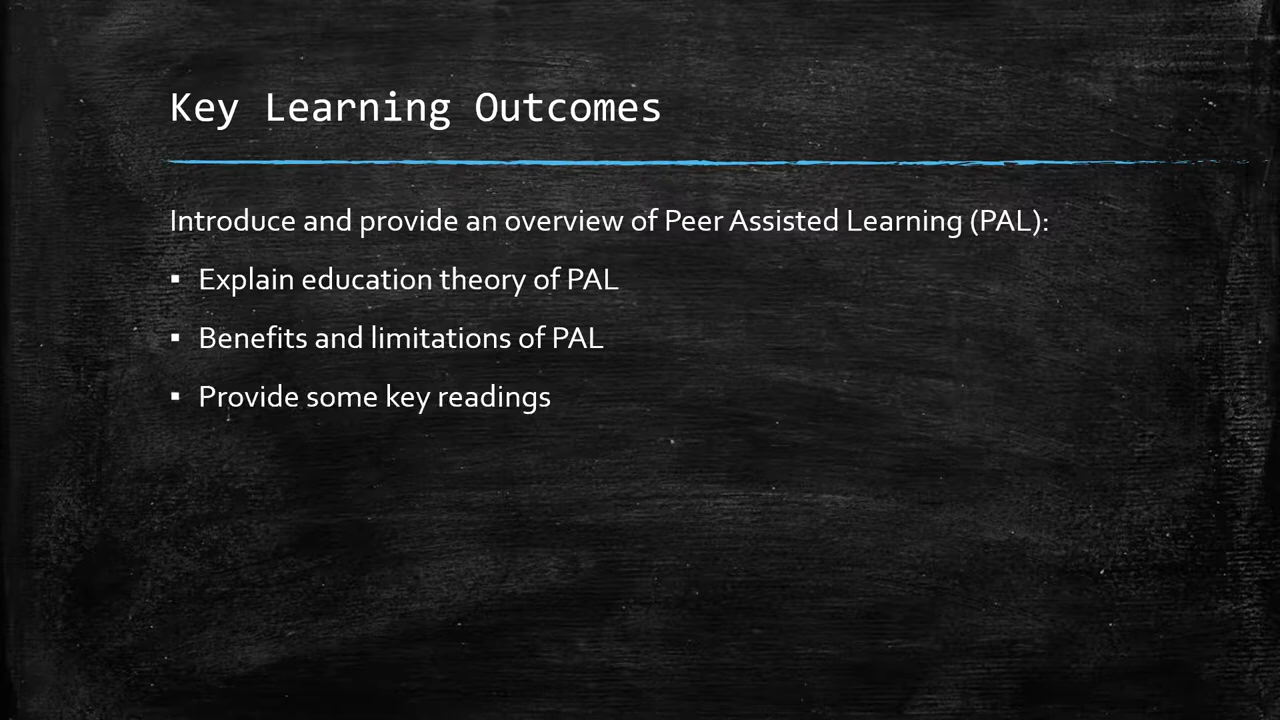 Key Learning Outcomes
Introduce and provide an overview of Peer Assisted Learning (PAL):
▪ Explain education theory of PAL
▪ Benefits and limitations of PAL
▪ Provide some key readings